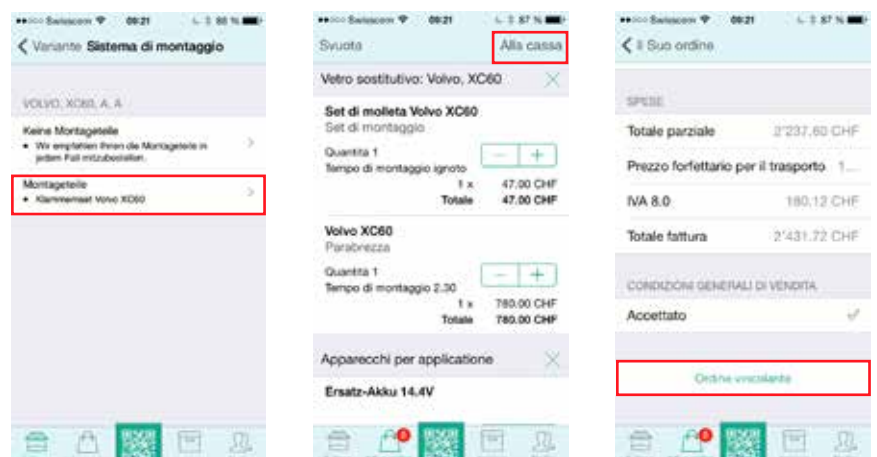 Swisscom 09:21 88 %
Variante Sistema di montaggio
VOLVO, XC60, A, A
Keine Montageteile
• Wir empfehlen Ihnen die Montageteile in
jedem Fall mitzubestellen.
Montageteile
• Klammernset Volvo XC60
Swisscom 09:21 87 %
Svuota Alla cassa
Vetro sostitutivo: Volvo, XC60
Set di molleta Volvo XC60
Set di montaggio
Quantità 1
Tempo di montaggio ignoto
1 x 47.00 CHF
Totale 47.00 CHF
Volvo XC60
Parabrezza
Quantità 1
Tempo di montaggio 2.30
1 x 780.00 CHF
Totale 780.00 CHF
Apparecchi per applicatione
Ersatz-Akku 14.4V
Swisscom 09:21 87 %
Il Suo ordine
SPESE
Totale parziale 2'237.60 CHF
Prezzo forfettario per il trasporto 1...
IVA 8.0 180.12 CHF
Totale fattura 2'431.72 CHF
CONDIZIONI GENERALI DI VENDITA
Accettato
Ordine vincolante